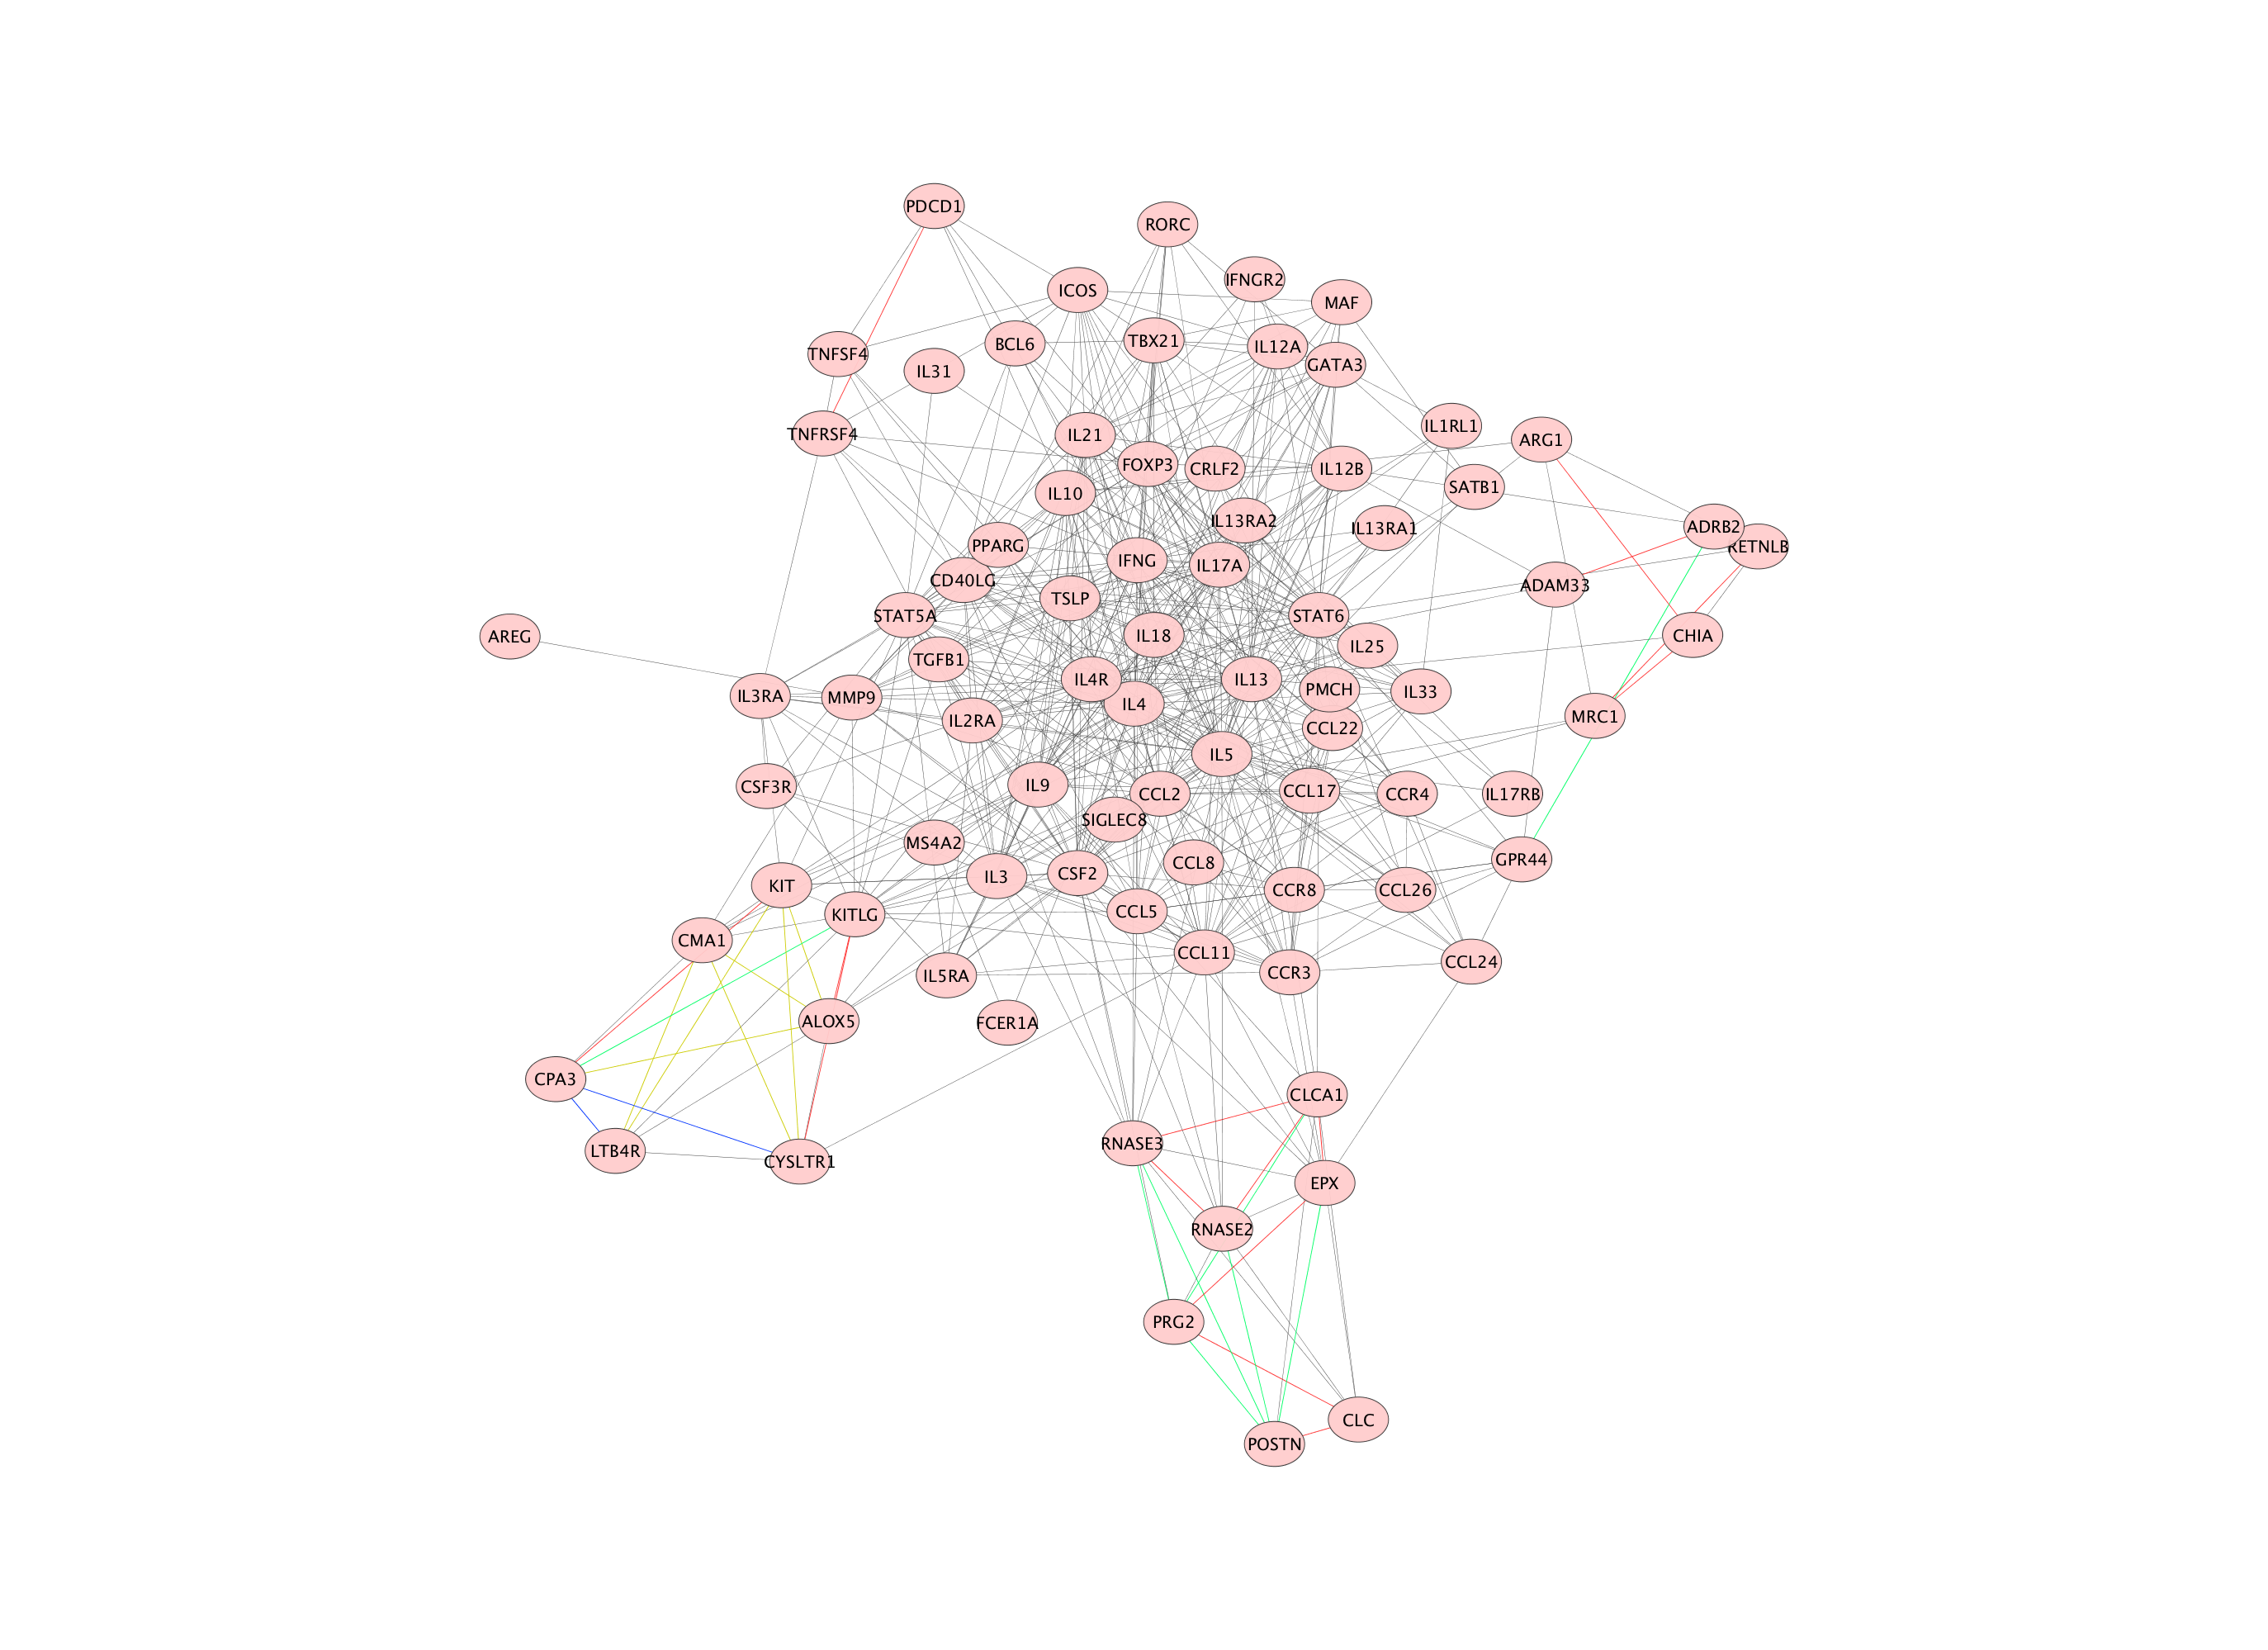 PDCD1
RORC
IFNGR2
ICOS
MAF
TBX21
BCL6
IL12A
TNFSF4
GATA3
IL31
IL1RL1
TNFRSF4
IL21
ARG1
FOXP3
CRLF2
IL12B
SATB1
IL10
IL13RA2
IL13RA1
ADRB2
PPARG
RETNLB
IFNG
IL17A
CD40LG
ADAM33
TSLP
STAT5A
STAT6
AREG
IL18
CHIA
IL25
TGFB1
IL4R
IL13
PMCH
IL33
IL3RA
MMP9
IL4
MRC1
IL2RA
CCL22
IL5
IL9
CSF3R
CCL2
CCL17
CCR4
IL17RB
SIGLEC8
MS4A2
GPR44
CCL8
CSF2
IL3
KIT
CCR8
CCL26
CCL5
KITLG
CMA1
CCL11
CCL24
CCR3
IL5RA
ALOX5
FCER1A
CPA3
CLCA1
RNASE3
LTB4R
CYSLTR1
EPX
RNASE2
PRG2
CLC
POSTN